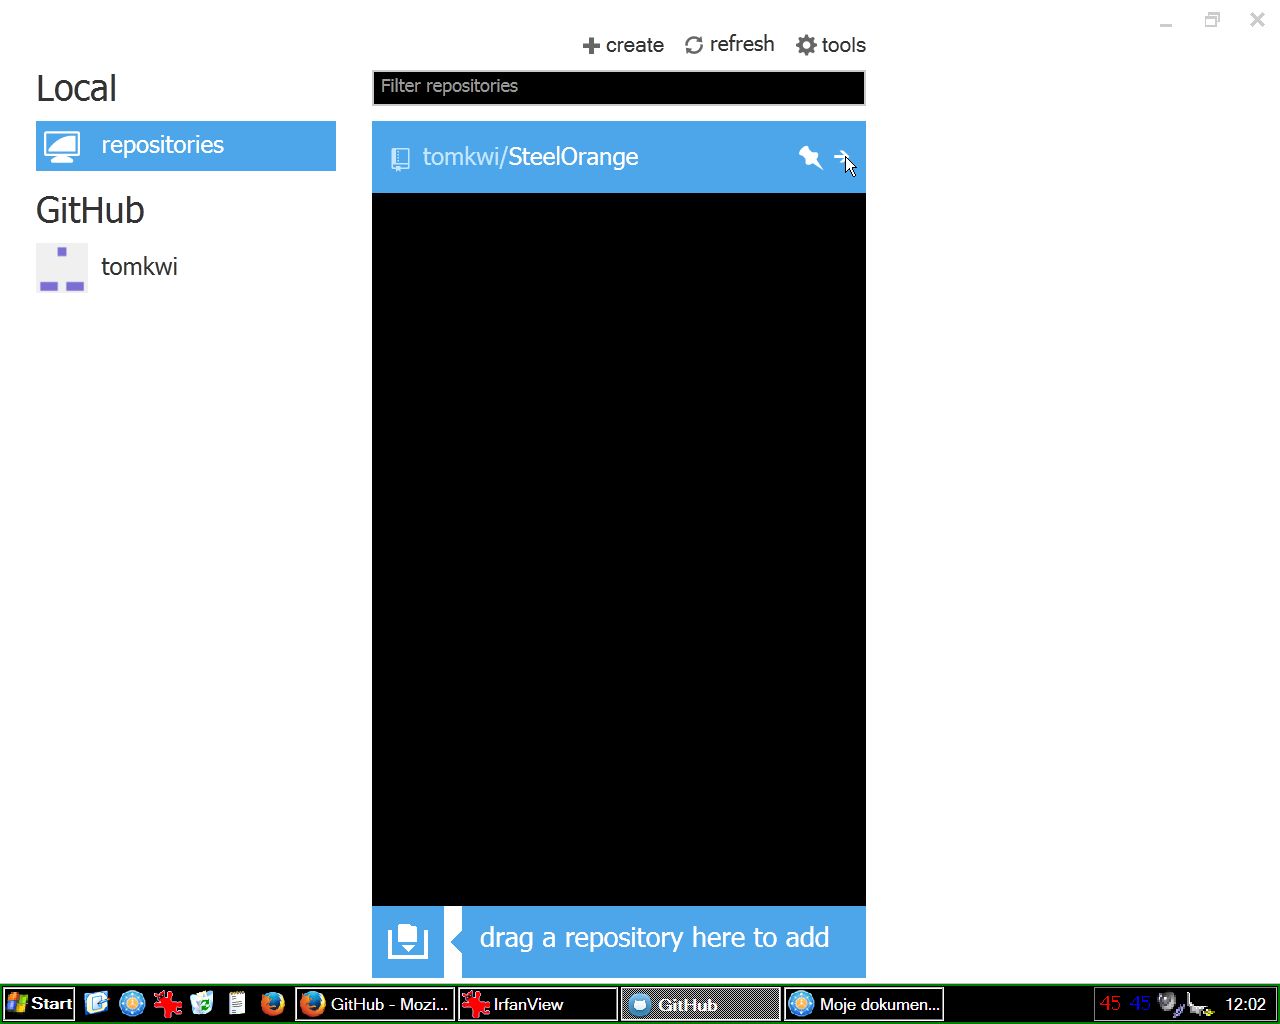 create refresh tools
Local
Filter repositories
repositories
tomkwi/SteelOrange
GitHub
tomkwi
drag a repository here to add
Start GitHub - Mozi... IrfanView GitHub Moje dokumen... 45 45 12:02